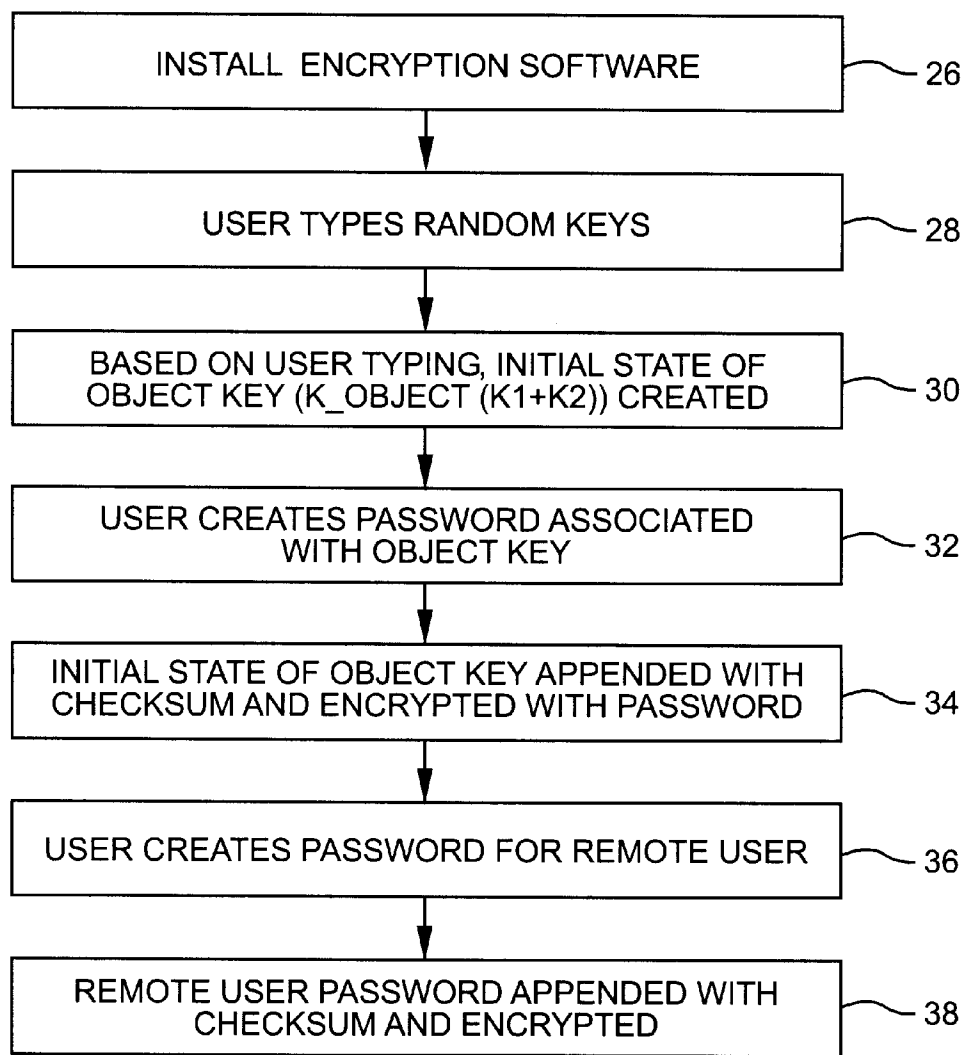 INSTALL ENCRYPTION SOFTWARE
26
USER TYPES RANDOM KEYS
28
BASED ON USER TYPING, INITIAL STATE OF
OBJECT KEY (K_OBJECT (K1+K2)) CREATED
30
USER CREATES PASSWORD ASSOCIATED
WITH OBJECT KEY
32
INITIAL STATE OF OBJECT KEY APPENDED WITH
CHECKSUM AND ENCRYPTED WITH PASSWORD
34
USER CREATES PASSWORD FOR REMOTE USER
36
REMOTE USER PASSWORD APPENDED WITH
CHECKSUM AND ENCRYPTED
38